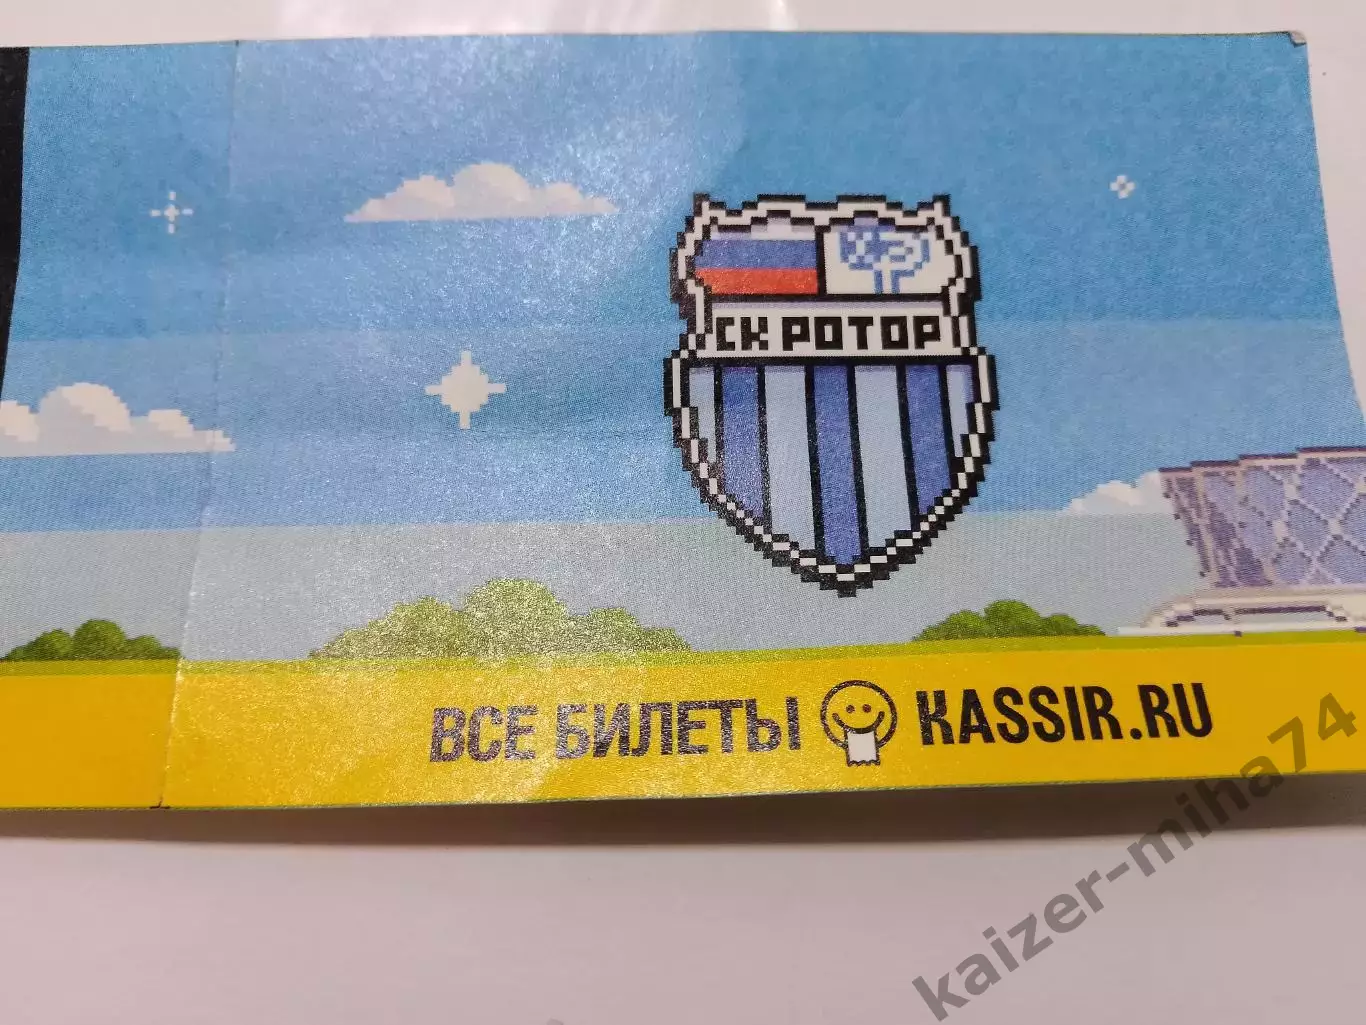 СК РОТОР
ВСЕ БИЛЕТЫ KASSIR.RU
kaizer-miha74